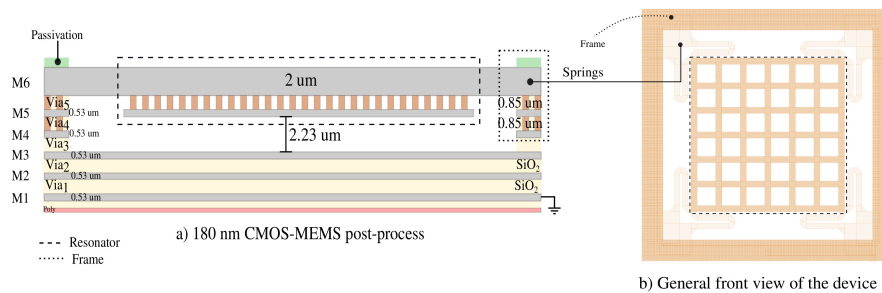 Passivation
M6
2 um
Via5
0.85 um
M5
0.53 um
Via4
0.85 um
M4
0.53 um
Via3
2.23 um
M3
0.53 um
Via2
SiO2
M2
0.53 um
Via1
SiO2
M1
0.53 um
Poly
a) 180 nm CMOS-MEMS post-process
Resonator
Frame
Springs
Frame
b) General front view of the device